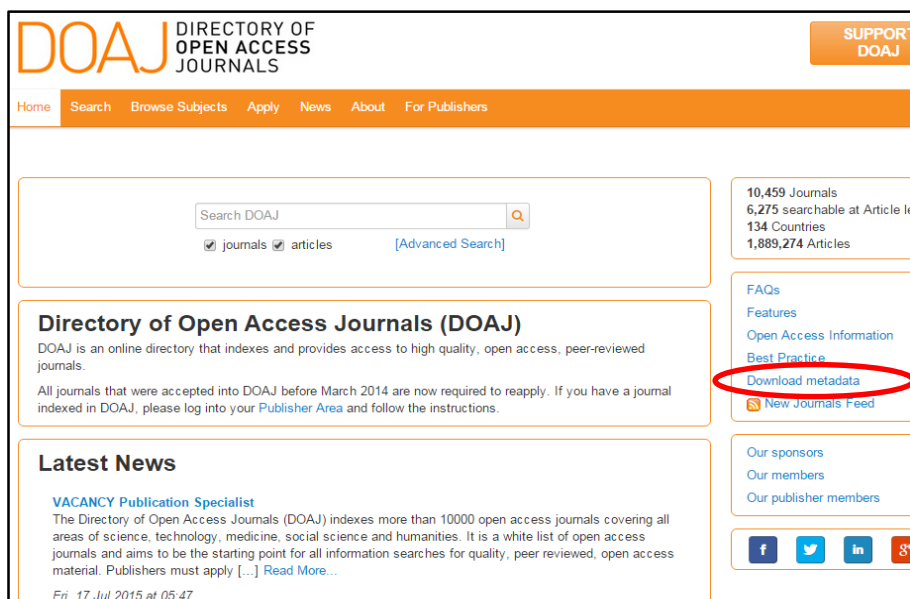 DOAJ
DIRECTORY OF
OPEN ACCESS
JOURNALS
SUPPORT
DOAJ
Home Search Browse Subjects Apply News About For Publishers
Search DOAJ
journals articles [Advanced Search]
10,459 Journals
6,275 searchable at Article le
134 Countries
1,889,274 Articles
FAQs
Features
Open Access Information
Best Practice
Download metadata
New Journals Feed
Directory of Open Access Journals (DOAJ)
DOAJ is an online directory that indexes and provides access to high quality, open access, peer-reviewed
journals.
All journals that were accepted into DOAJ before March 2014 are now required to reapply. If you have a journal
indexed in DOAJ, please log into your Publisher Area and follow the instructions.
Latest News
VACANCY Publication Specialist
The Directory of Open Access Journals (DOAJ) indexes more than 10000 open access journals covering all
areas of science, technology, medicine, social science and humanities. It is a white list of open access
journals and aims to be the starting point for all information searches for quality, peer reviewed, open access
material. Publishers must apply […] Read More...
Fri, 17 Jul 2015 at 05:47
Our sponsors
Our members
Our publisher members
f in g